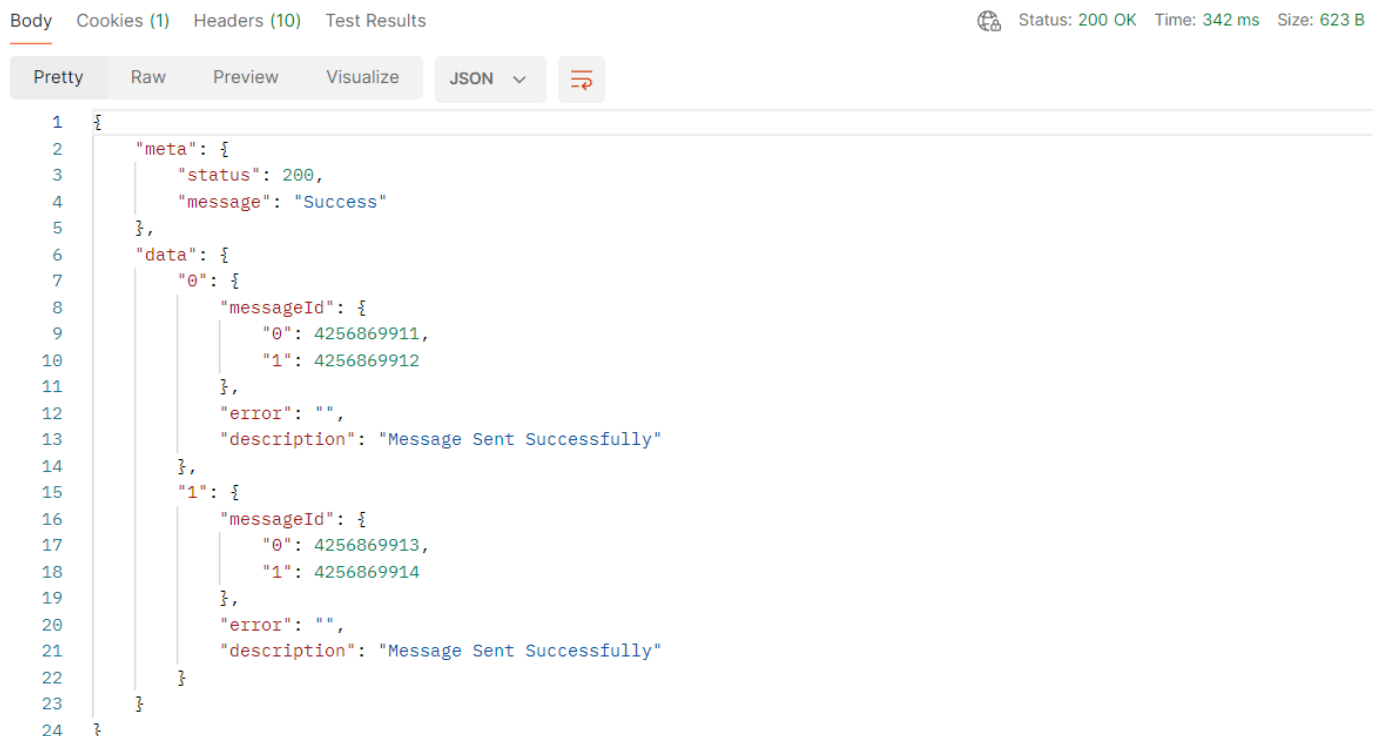 Body Cookies (1) Headers (10) Test Results Status: 200 OK Time: 342 ms Size: 623 B
Pretty Raw Preview Visualize JSON
1 {
2 "meta": {
3 "status": 200,
4 "message": "Success"
5 },
6 "data": {
7 "0": {
8 "messageId": {
9 "0": 4256869911,
10 "1": 4256869912
11 },
12 "error": "",
13 "description": "Message Sent Successfully"
14 },
15 "1": {
16 "messageId": {
17 "0": 4256869913,
18 "1": 4256869914
19 },
20 "error": "",
21 "description": "Message Sent Successfully"
22 }
23 }
24 }